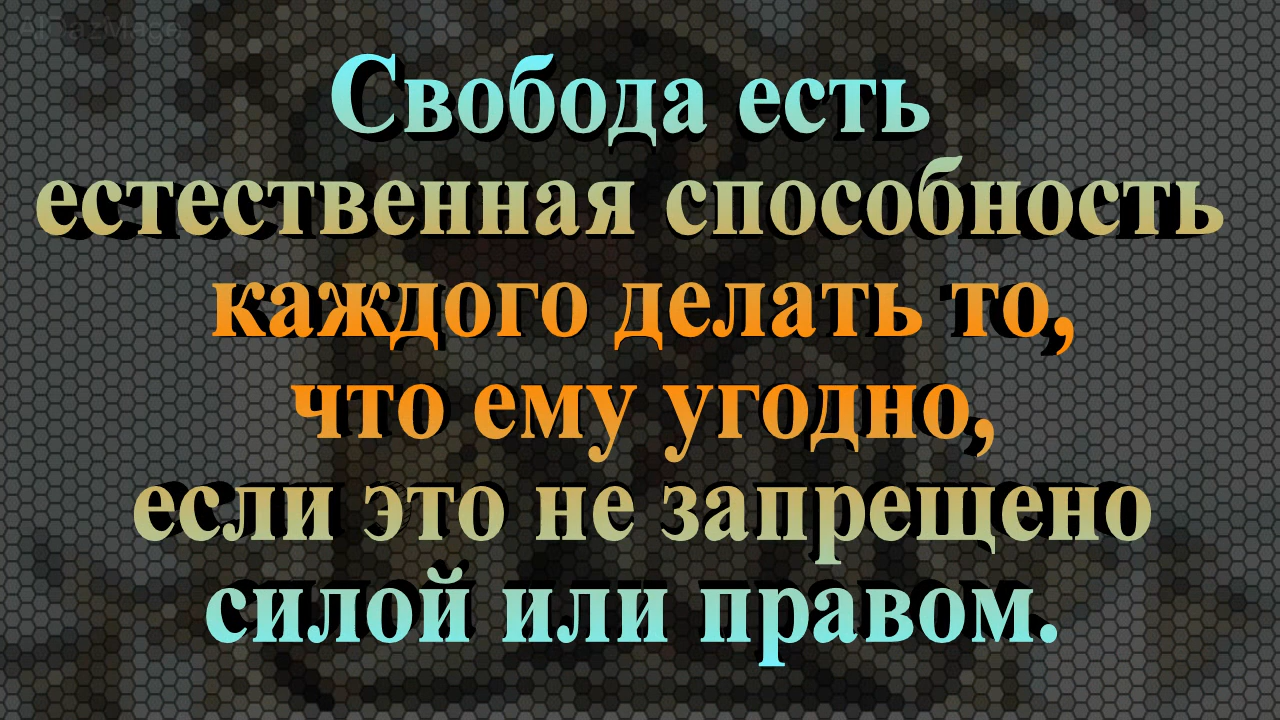 Свобода есть
естественная способность
каждого делать то,
что ему угодно,
если это не запрещено
силой или правом.